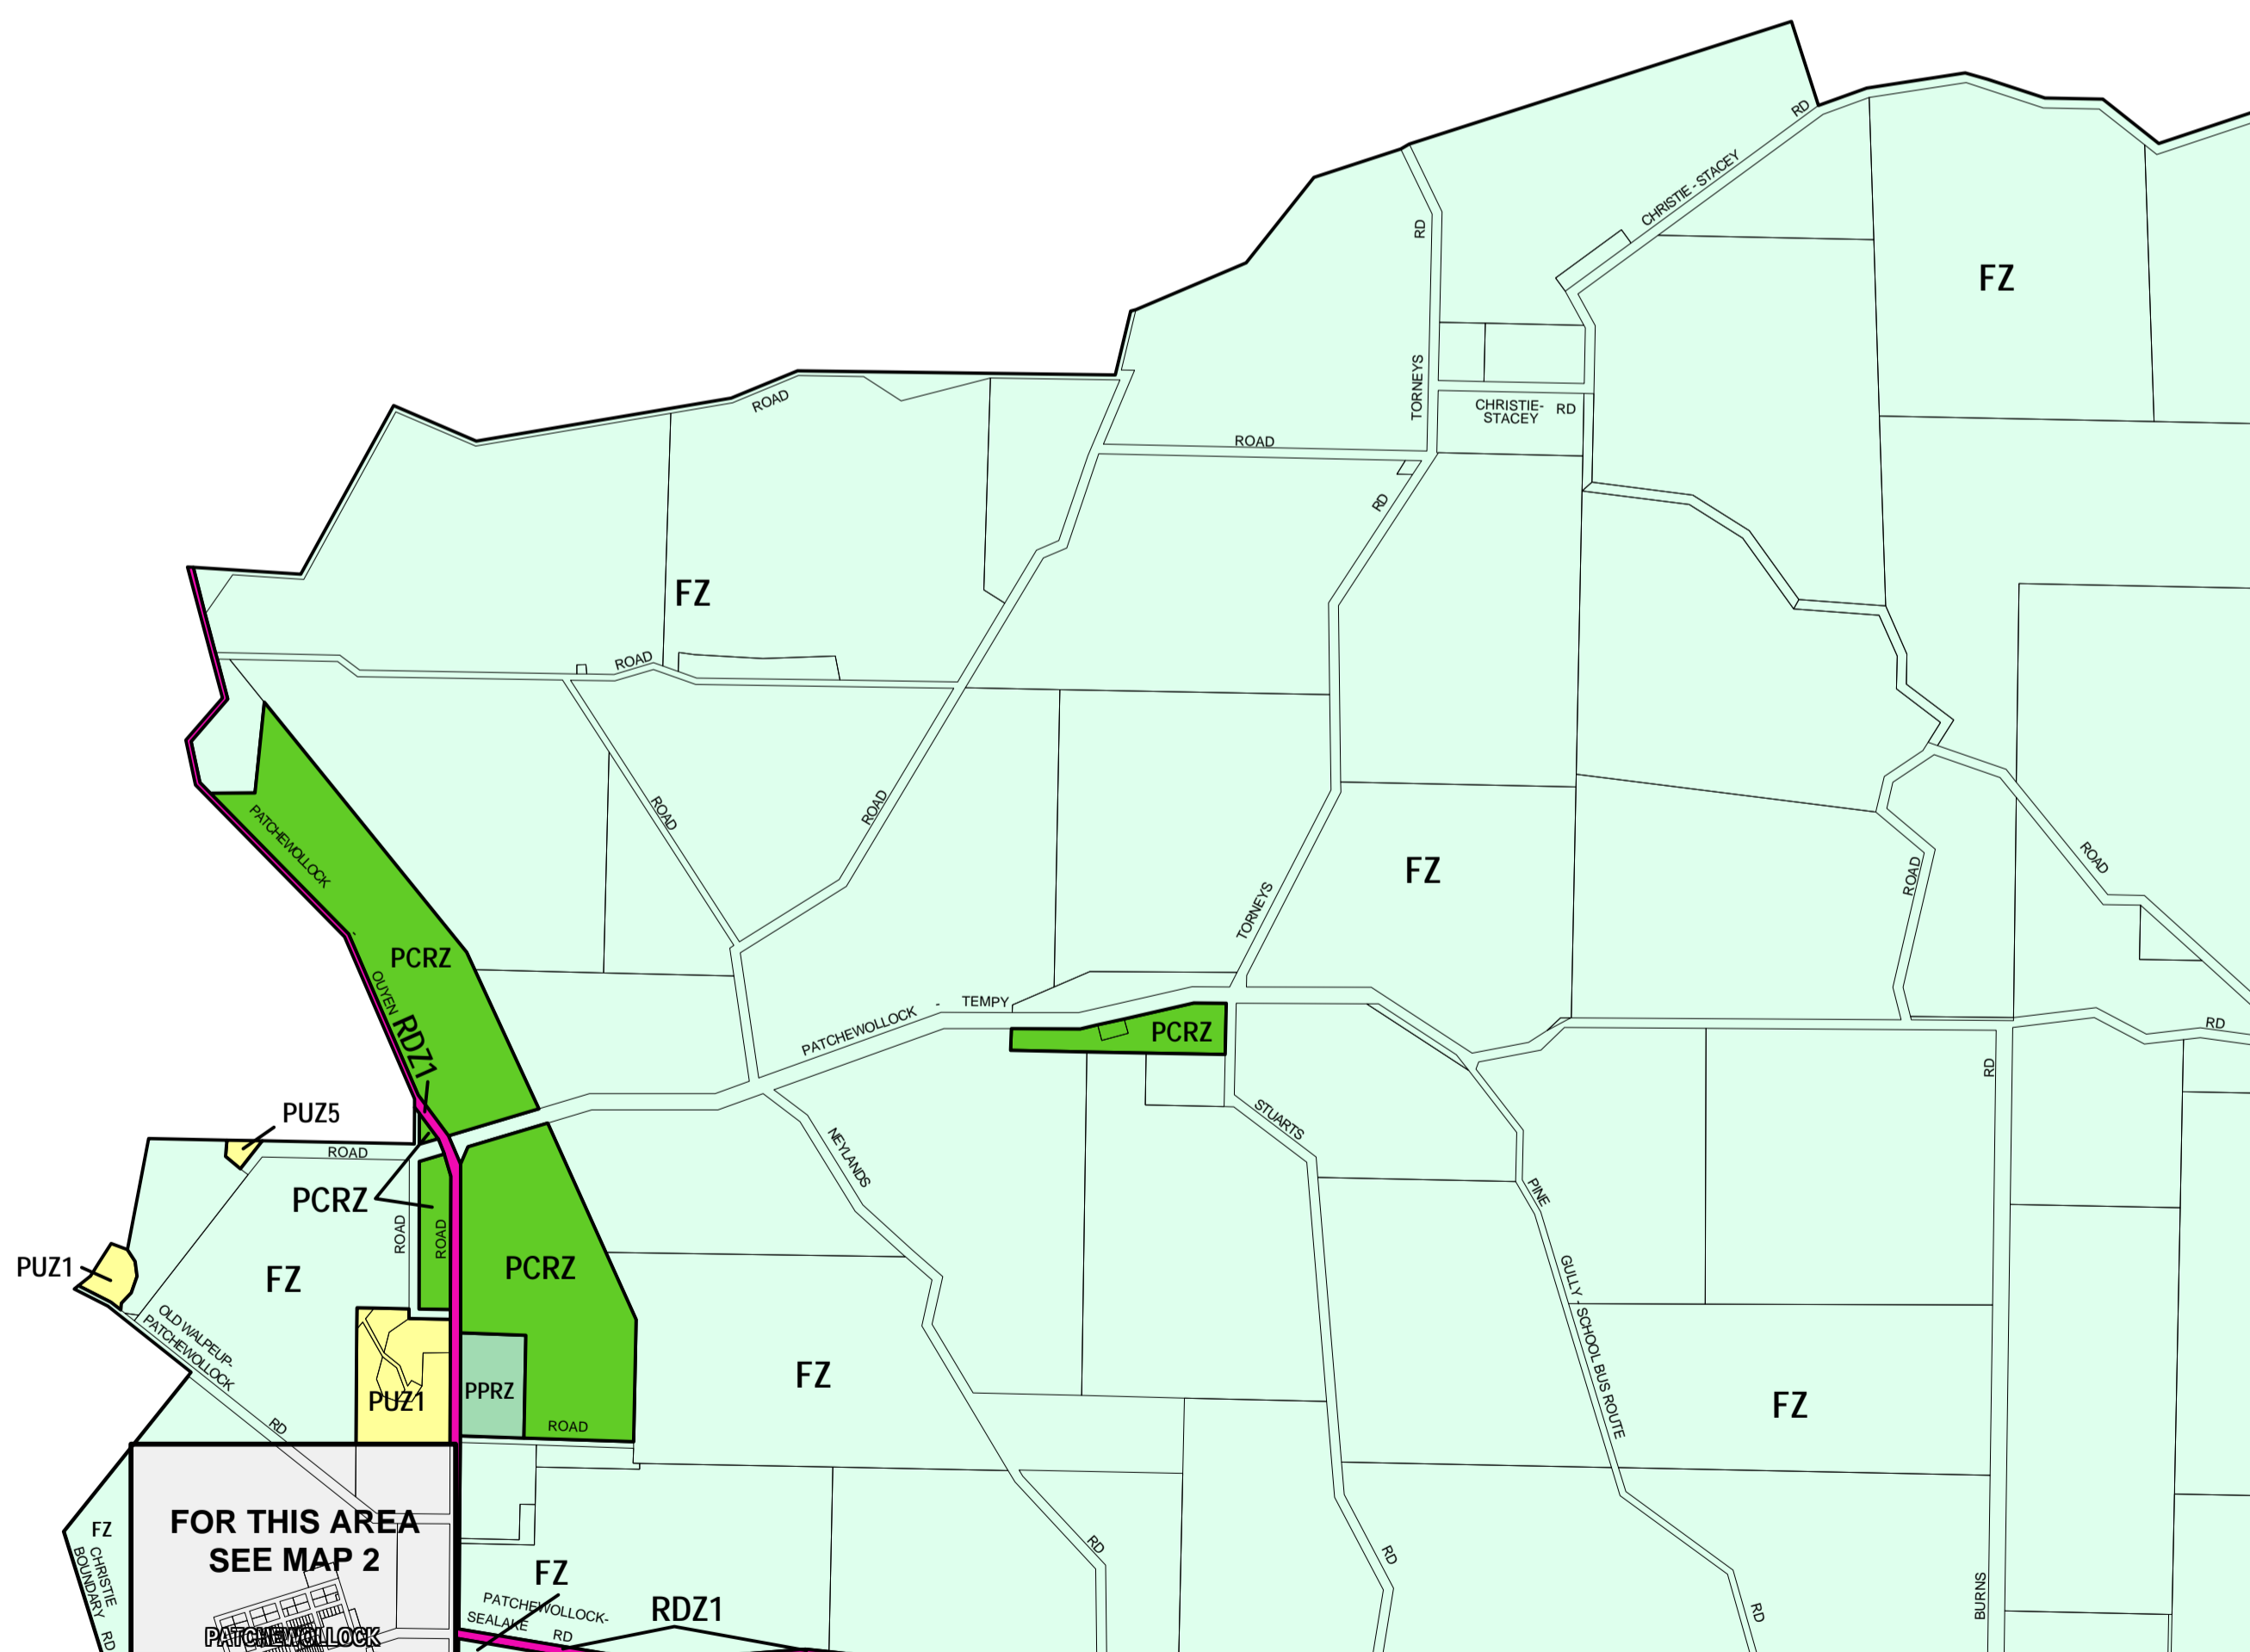 RD
CHRISTIE - STACEY
RD
FZ
TORNEYS
ROAD
CHRISTIE-
STACEY
RD
ROAD
RD
FZ
ROAD
PATCHEWOLLOCK
-
OUYEN
ROAD
ROAD
ROAD
ROAD
FZ
TORNEYS
PCRZ
RDZ1
PATCHEWOLLOCK - TEMPY
PCRZ
RD
RD
PUZ5
ROAD
STUARTS
NEYLANDS
PINE
PCRZ
ROAD
ROAD
PCRZ
PUZ1
FZ
GULLY - SCHOOL BUS ROUTE
OLD WALPEUP-
PATCHEWOLLOCK
RD
PUZ1
PPRZ
ROAD
FZ
FZ
FOR THIS AREA
SEE MAP 2
FZ
CHRISTIE
BOUNDARY
RD
FZ
RD
RD
RD
BURNS
PATCHEWOLLOCK-
SEALAKE
RD
RDZ1
PATCHEWOLLOCK